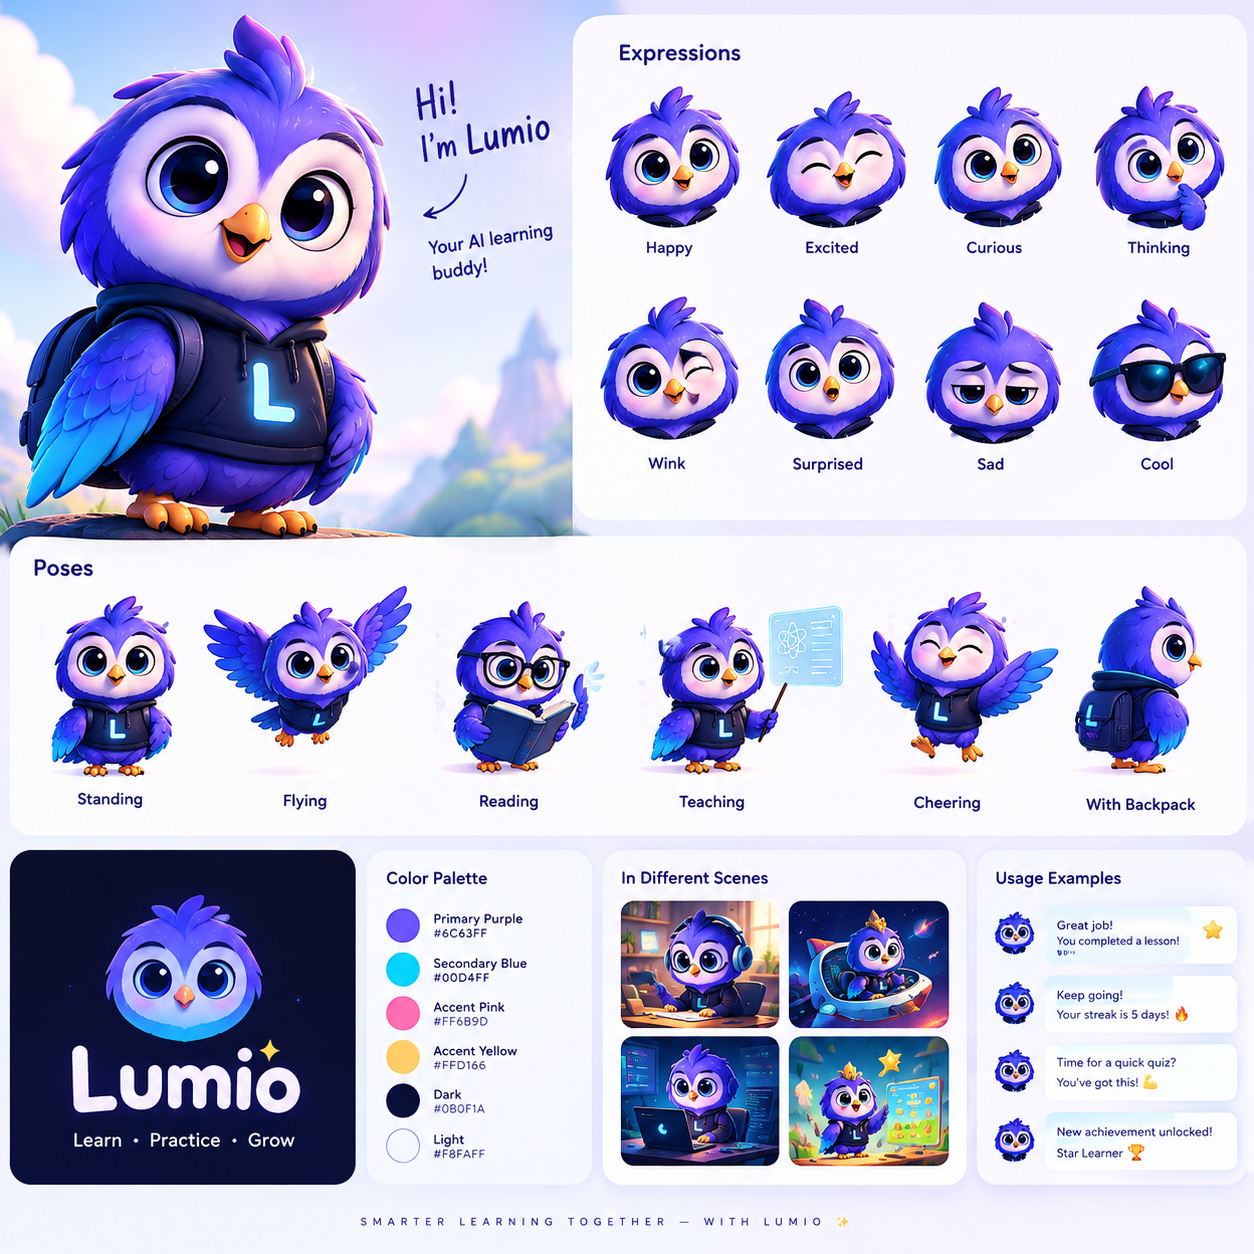 Hi!
I'm Lumio
Your AI learning
buddy!
L
Expressions
Happy
Excited
Curious
Thinking
Wink
Surprised
Sad
Cool
Poses
L
L
L
L
L
Standing
Flying
Reading
Teaching
Cheering
With Backpack
Lumio
Learn • Practice • Grow
Color Palette
Primary Purple
#6C63FF
Secondary Blue
#00D4FF
Accent Pink
#FF6B9D
Accent Yellow
#FFD166
Dark
#0B0F1A
Light
#F8FAFF
In Different Scenes
L
L
L
Usage Examples
Great job!
You completed a lesson!
Keep going!
Your streak is 5 days! 🔥
Time for a quick quiz?
You've got this! 💪
New achievement unlocked!
Star Learner 🏆
SMARTER LEARNING TOGETHER — WITH LUMIO ✨